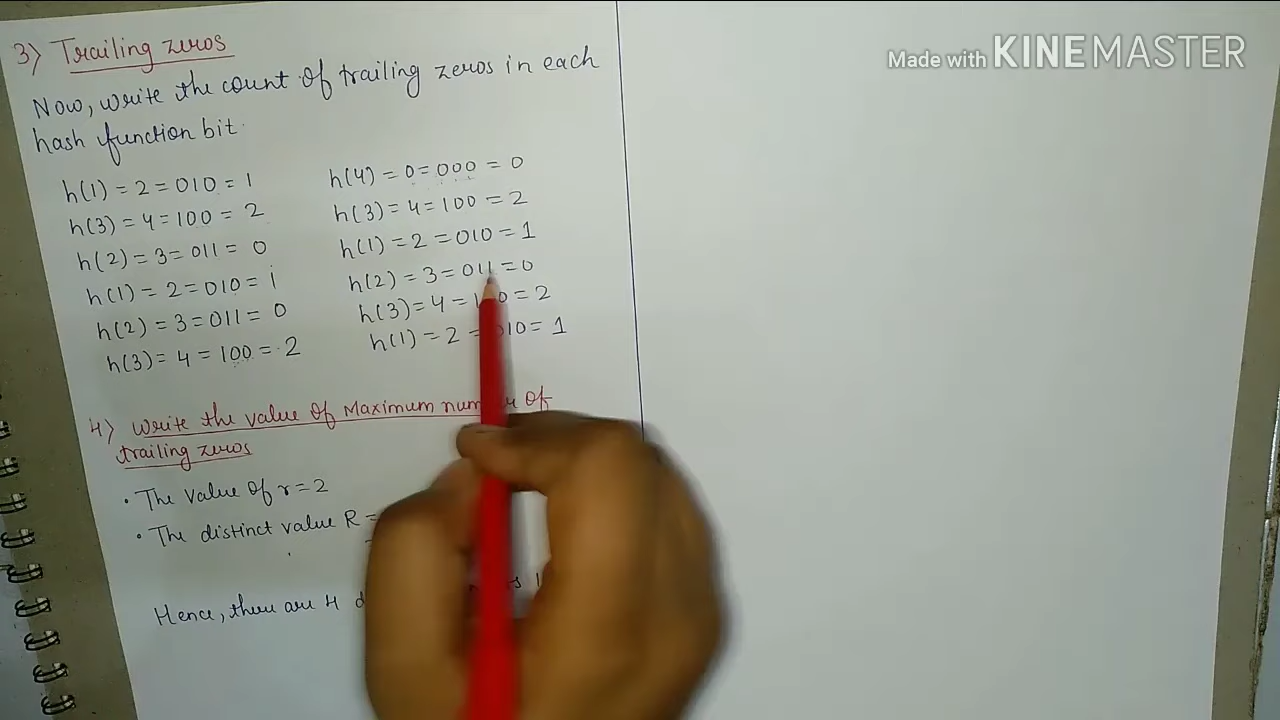 3) Trailing zeros
Now, write the count of trailing zeros in each
hash function bit.
h(1) = 2 = 010 = 1
h(3) = 4 = 100 = 2
h(2) = 3 = 011 = 0
h(1) = 2 = 010 = 1
h(2) = 3 = 011 = 0
h(3) = 4 = 100 = 2
h(4) = 0 = 000 = 0
h(3) = 4 = 100 = 2
h(1) = 2 = 010 = 1
h(2) = 3 = 011 = 0
h(3) = 4 = 1 0 = 2
h(1) = 2 = 010 = 1
4) Write the value of Maximum of
trailing zeros
• The value of r = 2
• The distinct value R =
Hence, there are 4
Made with KINEMASTER